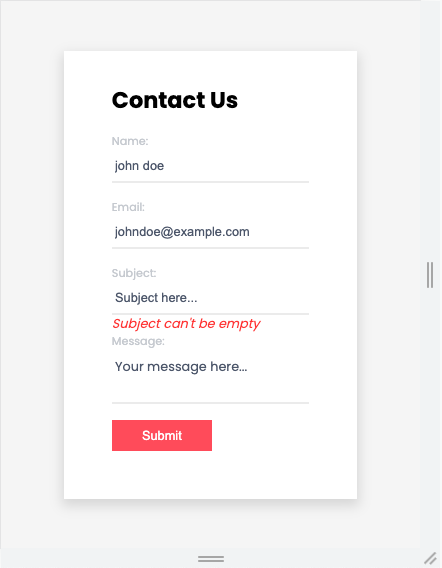 Contact Us
Name:
john doe
Email:
johndoe@example.com
Subject:
Subject here...
Subject can't be empty
Message:
Your message here...
Submit